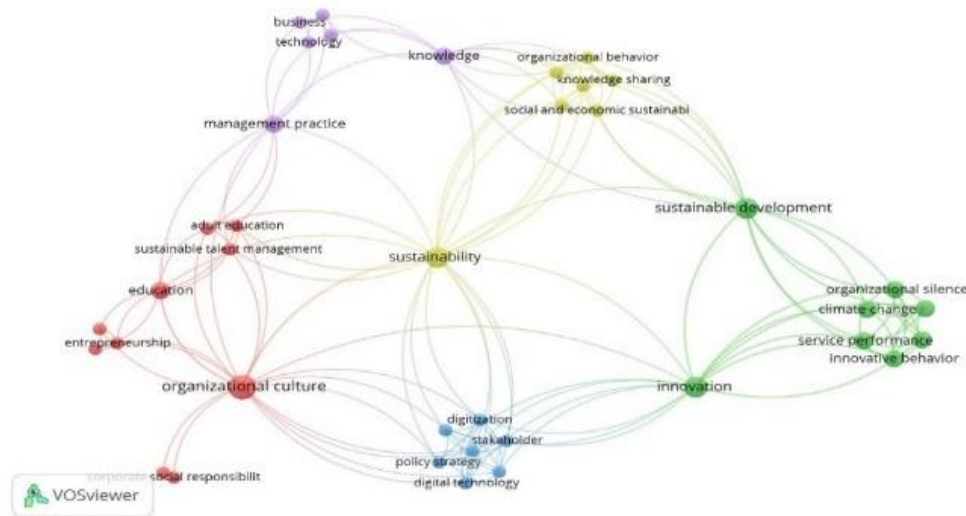 business
technology
knowledge
organizational behavior
knowledge sharing
social and economic sustainabi
management practice
sustainable development
adult education
sustainable talent management
sustainability
education
organizational silence
climate change
service performance
innovative behavior
entrepreneurship
organizational culture
innovation
digitization
stakeholder
policy strategy
digital technology
corporate social responsibilit
VOSviewer